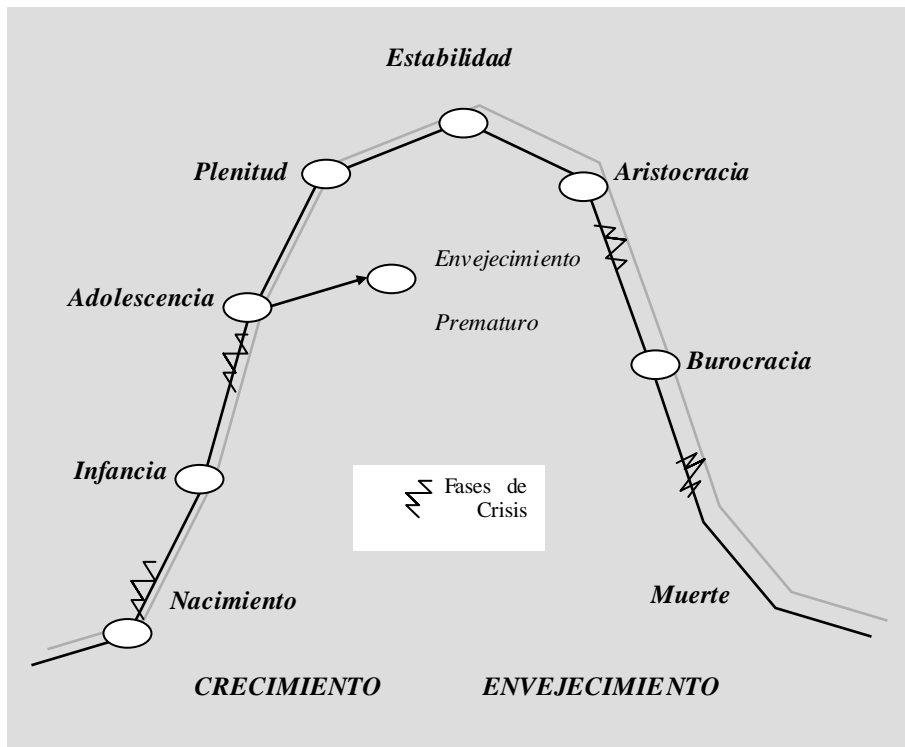 Estabilidad
Plenitud
Aristocracia
Envejecimiento
Prematuro
Adolescencia
Burocracia
Infancia
Fases de
Crisis
Nacimiento
Muerte
CRECIMIENTO
ENVEJECIMIENTO